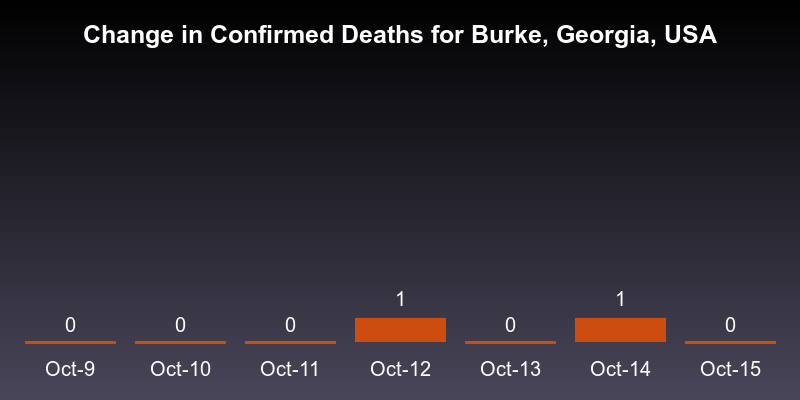 Change in Confirmed Deaths for Burke, Georgia, USA
0 0 0 1 0 1 0
Oct-9 Oct-10 Oct-11 Oct-12 Oct-13 Oct-14 Oct-15